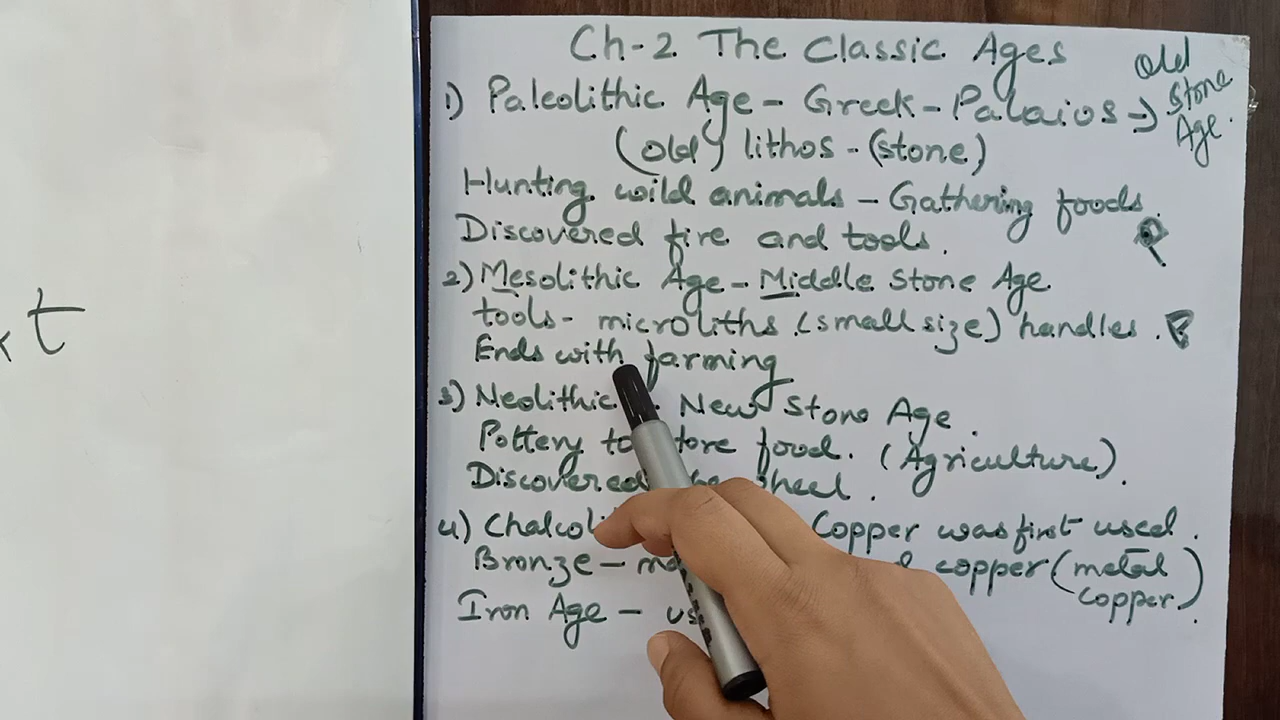 Ch-2 The Classic Ages
1) Paleolithic Age - Greek - Palaios → Old Stone Age.
(old) lithos - (stone)
Hunting wild animals - Gathering foods.
Discovered fire and tools.
2) Mesolithic Age - Middle Stone Age
tools - microliths (small size) handles.
Ends with farming
3) Neolithic New Stone Age.
Pottery food. (Agriculture).
Discovered wheel.
4) Copper was first used.
Bronze - copper (metal copper.)
Iron Age -
t